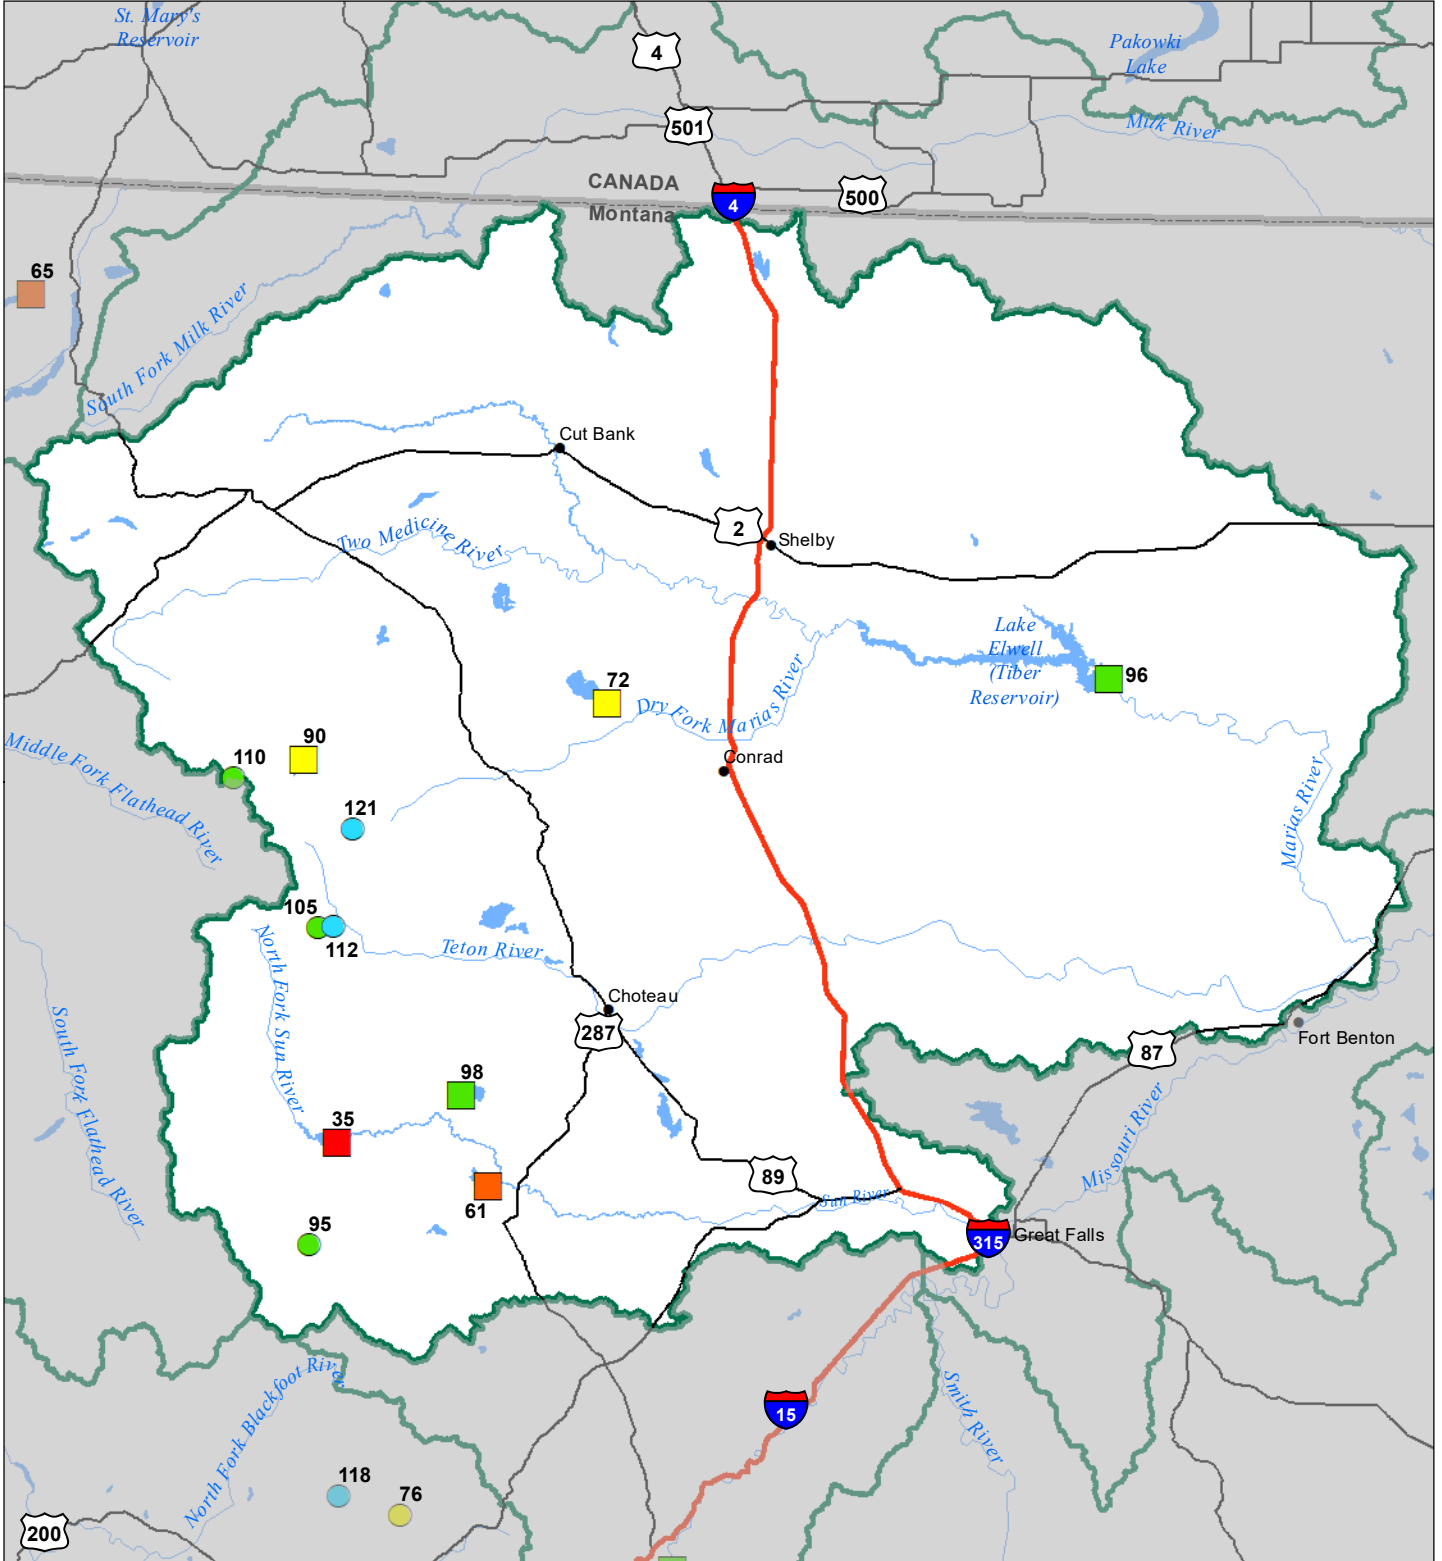 St. Mary's
Reservoir
4
Pakowki
Lake
501
Milk River
CANADA
4
500
Montana
65
South Fork Milk River
Cut Bank
2
Shelby
Two Medicine River
Lake
Elwell
(Tiber
Reservoir)
96
72
Dry Fork Marias River
90
110
Conrad
Middle Fork Flathead River
Marias River
121
105
112
North Fork Sun River
Teton River
Choteau
287
Fort Benton
87
South Fork Flathead River
98
35
Missouri River
89
61
Sun River
95
315
Great Falls
North Fork Blackfoot River
Smith River
15
118
76
200